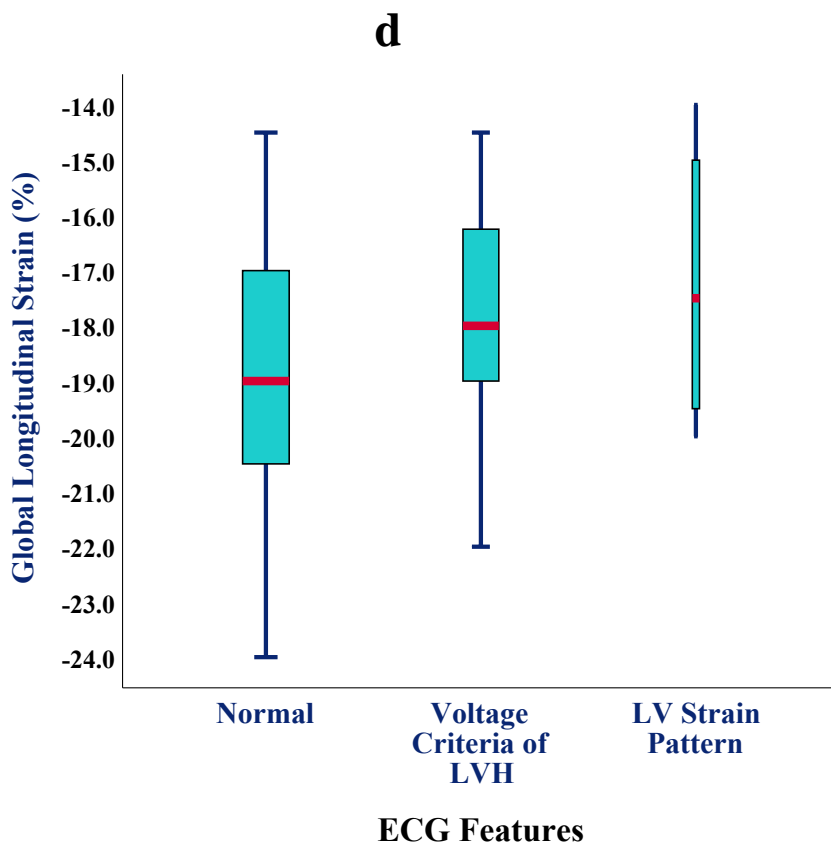 d
Global Longitudinal Strain (%)
-14.0
-15.0
-16.0
-17.0
-18.0
-19.0
-20.0
-21.0
-22.0
-23.0
-24.0
Normal
Voltage
Criteria of
LVH
LV Strain
Pattern
ECG Features